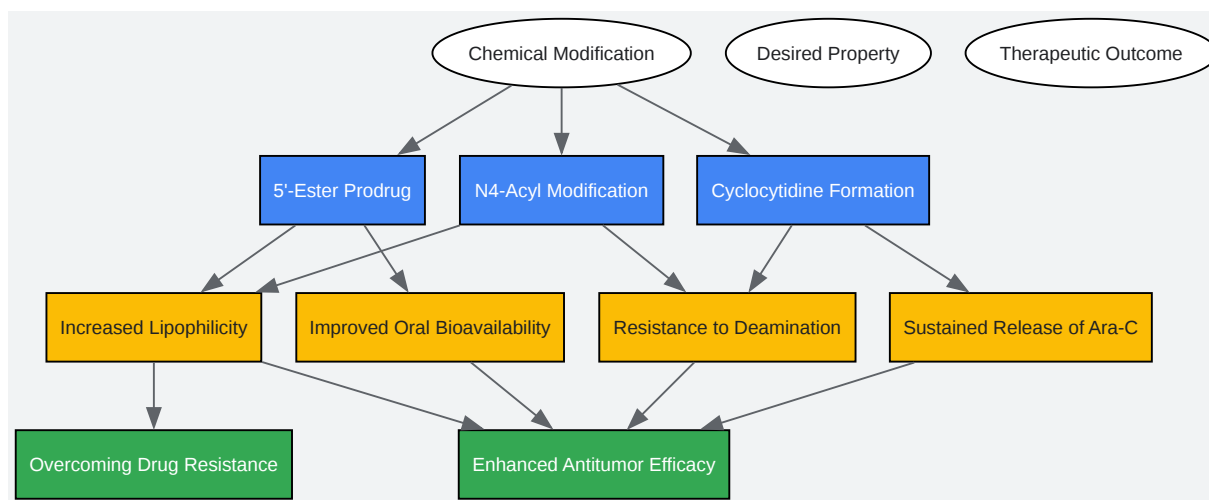 Chemical Modification
Desired Property
Therapeutic Outcome
5'-Ester Prodrug
N4-Acyl Modification
Cyclocytidine Formation
Increased Lipophilicity
Improved Oral Bioavailability
Resistance to Deamination
Sustained Release of Ara-C
Overcoming Drug Resistance
Enhanced Antitumor Efficacy